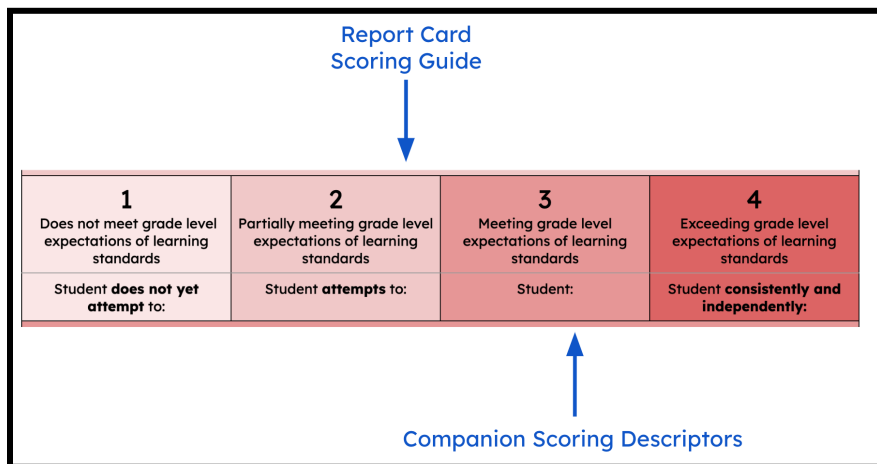 Report Card
Scoring Guide
1
Does not meet grade level
expectations of learning
standards
2
Partially meeting grade level
expectations of learning
standards
3
Meeting grade level
expectations of learning
standards
4
Exceeding grade level
expectations of learning
standards
Student does not yet
attempt to:
Student attempts to:
Student:
Student consistently and
independently:
Companion Scoring Descriptors